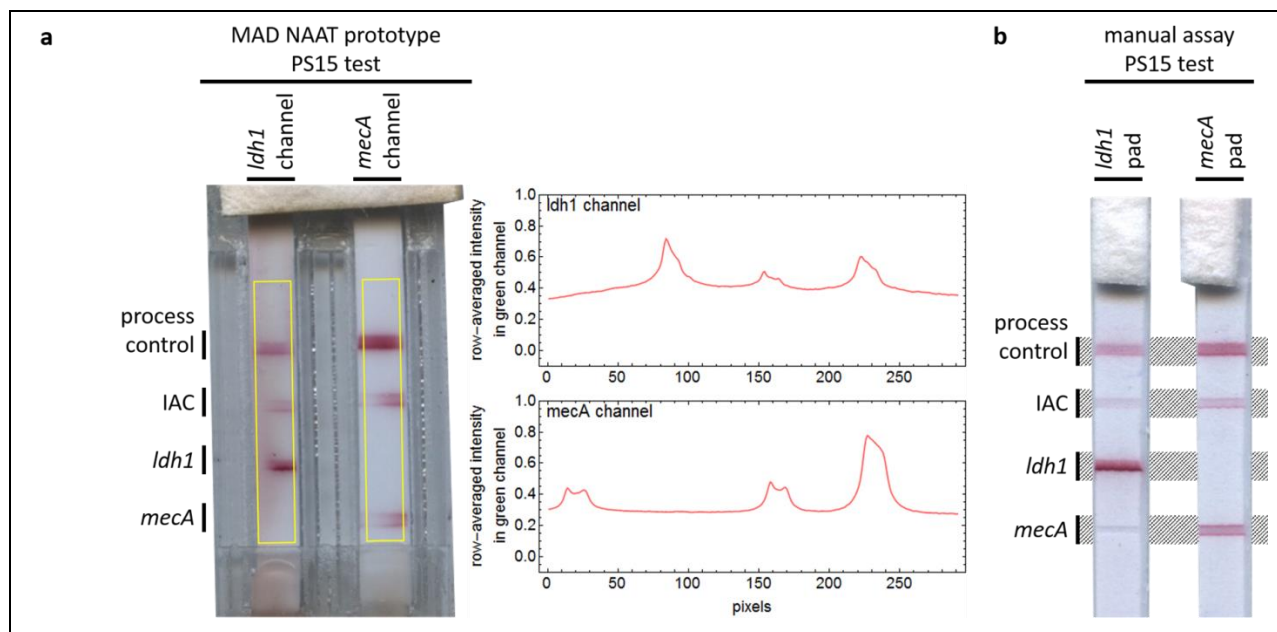 a
MAD NAAT prototype
PS15 test
ldh1
channel
mecA
channel
process
control
IAC
ldh1
mecA
ldh1 channel
row-averaged intensity
in green channel
1.0
0.8
0.6
0.4
0.2
0.0
0 50 100 150 200 250
mecA channel
row-averaged intensity
in green channel
1.0
0.8
0.6
0.4
0.2
0.0
0 50 100 150 200 250
pixels
b
manual assay
PS15 test
ldh1
pad
mecA
pad
process
control
IAC
ldh1
mecA